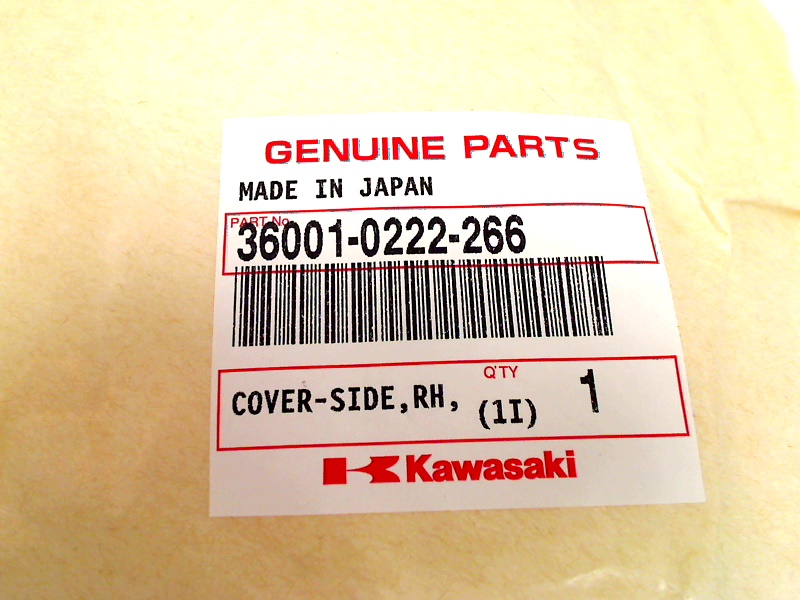 GENUINE PARTS
MADE IN JAPAN
PART No.
36001-0222-266
Q'TY
COVER-SIDE,RH, (1I) 1
Kawasaki